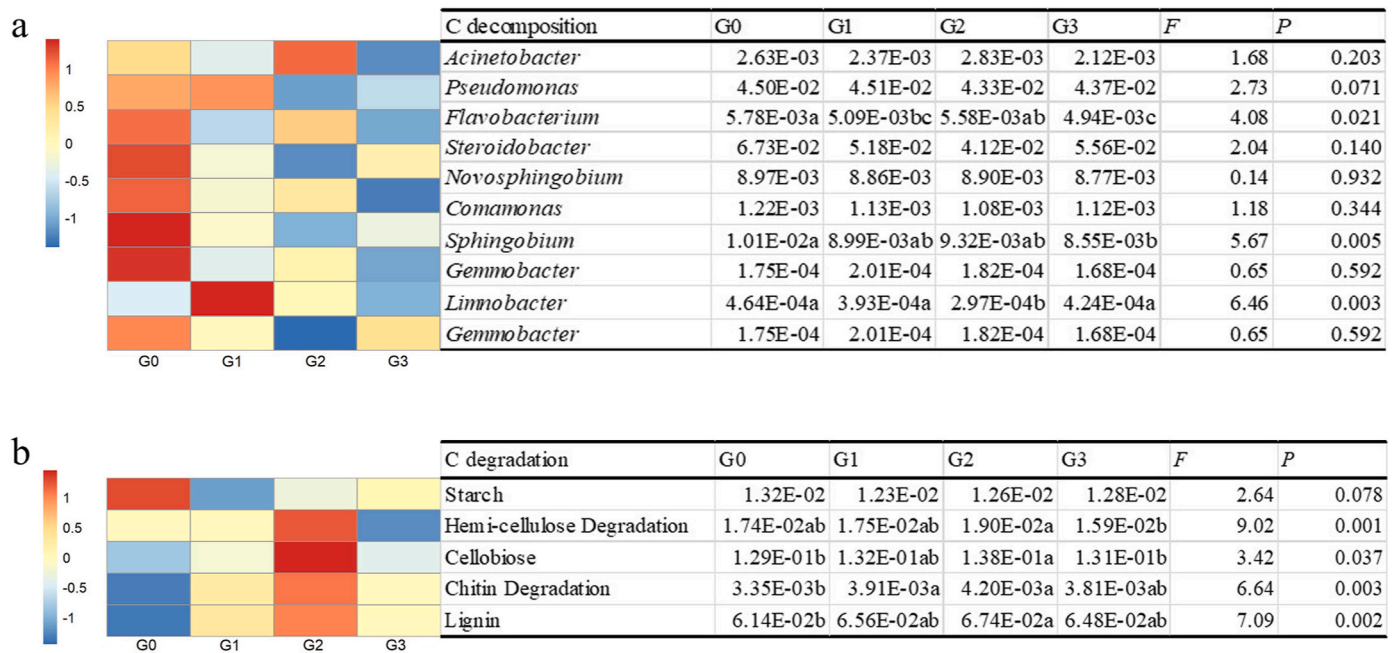 a
C decomposition G0 G1 G2 G3 F P
Acinetobacter 2.63E-03 2.37E-03 2.83E-03 2.12E-03 1.68 0.203
Pseudomonas 4.50E-02 4.51E-02 4.33E-02 4.37E-02 2.73 0.071
Flavobacterium 5.78E-03a 5.09E-03bc 5.58E-03ab 4.94E-03c 4.08 0.021
Steroidobacter 6.73E-02 5.18E-02 4.12E-02 5.56E-02 2.04 0.140
Novosphingobium 8.97E-03 8.86E-03 8.90E-03 8.77E-03 0.14 0.932
Comamonas 1.22E-03 1.13E-03 1.08E-03 1.12E-03 1.18 0.344
Sphingobium 1.01E-02a 8.99E-03ab 9.32E-03ab 8.55E-03b 5.67 0.005
Gemmobacter 1.75E-04 2.01E-04 1.82E-04 1.68E-04 0.65 0.592
Limnobacter 4.64E-04a 3.93E-04a 2.97E-04b 4.24E-04a 6.46 0.003
Gemmobacter 1.75E-04 2.01E-04 1.82E-04 1.68E-04 0.65 0.592
1
0.5
0
-0.5
-1
G0 G1 G2 G3
b
C degradation G0 G1 G2 G3 F P
Starch 1.32E-02 1.23E-02 1.26E-02 1.28E-02 2.64 0.078
Hemi-cellulose Degradation 1.74E-02ab 1.75E-02ab 1.90E-02a 1.59E-02b 9.02 0.001
Cellobiose 1.29E-01b 1.32E-01ab 1.38E-01a 1.31E-01b 3.42 0.037
Chitin Degradation 3.35E-03b 3.91E-03a 4.20E-03a 3.81E-03ab 6.64 0.003
Lignin 6.14E-02b 6.56E-02ab 6.74E-02a 6.48E-02ab 7.09 0.002
1
0.5
0
-0.5
-1
G0 G1 G2 G3